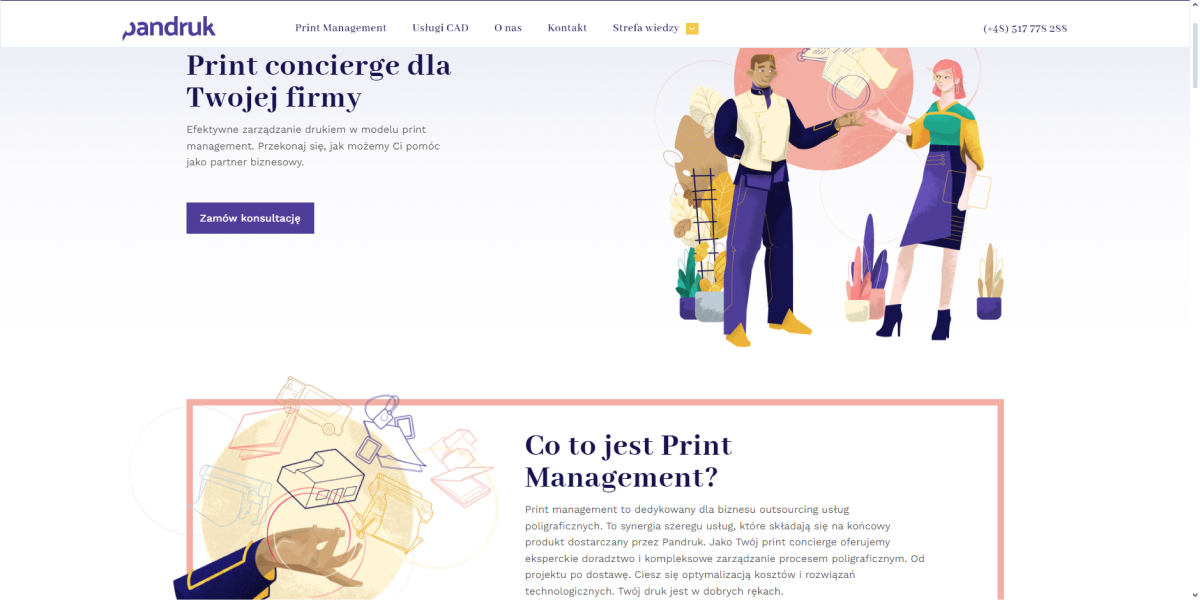 pandruk
Print Management Usługi CAD O nas Kontakt Strefa wiedzy (+48) 517 778 288
Print concierge dla
Twojej firmy
Efektywne zarządzanie drukiem w modelu print
management. Przekonaj się, jak możemy Ci pomóc
jako partner biznesowy.
Zamów konsultację
Co to jest Print
Management?
Print management to dedykowany dla biznesu outsourcing usług
poligraficznych. To synergia szeregu usług, które składają się na końcowy
produkt dostarczany przez Pandruk. Jako Twój print concierge oferujemy
eksperckie doradztwo i kompleksowe zarządzanie procesem poligraficznym. Od
projektu po dostawę. Ciesz się optymalizacją kosztów i rozwiązań
technologicznych. Twój druk jest w dobrych rękach.